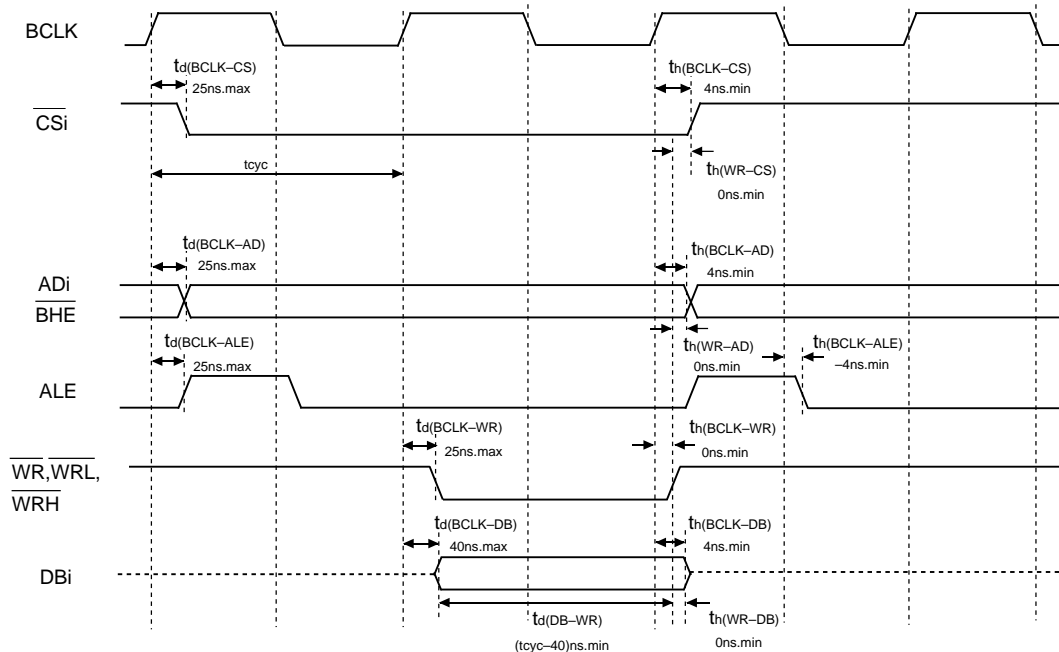 BCLK
td(BCLK–CS)
25ns.max
th(BCLK–CS)
4ns.min
CSi
tcyc
th(WR–CS)
0ns.min
td(BCLK–AD)
25ns.max
th(BCLK–AD)
4ns.min
ADi
BHE
td(BCLK–ALE)
25ns.max
th(WR–AD)
0ns.min
th(BCLK–ALE)
–4ns.min
ALE
td(BCLK–WR)
25ns.max
th(BCLK–WR)
0ns.min
WR,WRL,
WRH
td(BCLK–DB)
40ns.max
th(BCLK–DB)
4ns.min
DBi
td(DB–WR)
(tcyc–40)ns.min
th(WR–DB)
0ns.min